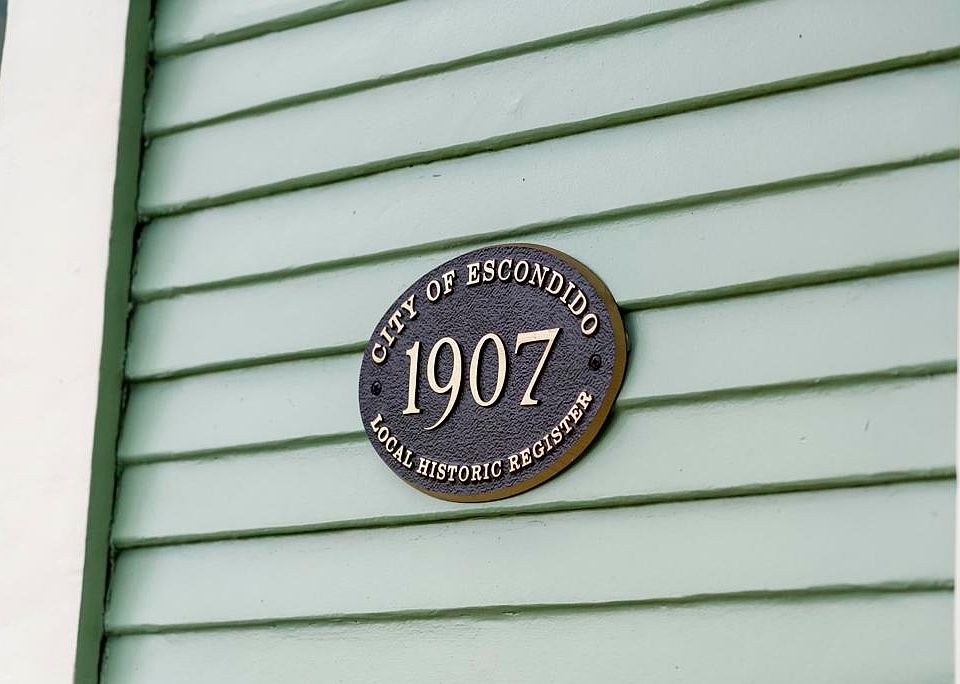 CITY OF ESCONDIDO
1907
LOCAL HISTORIC REGISTER